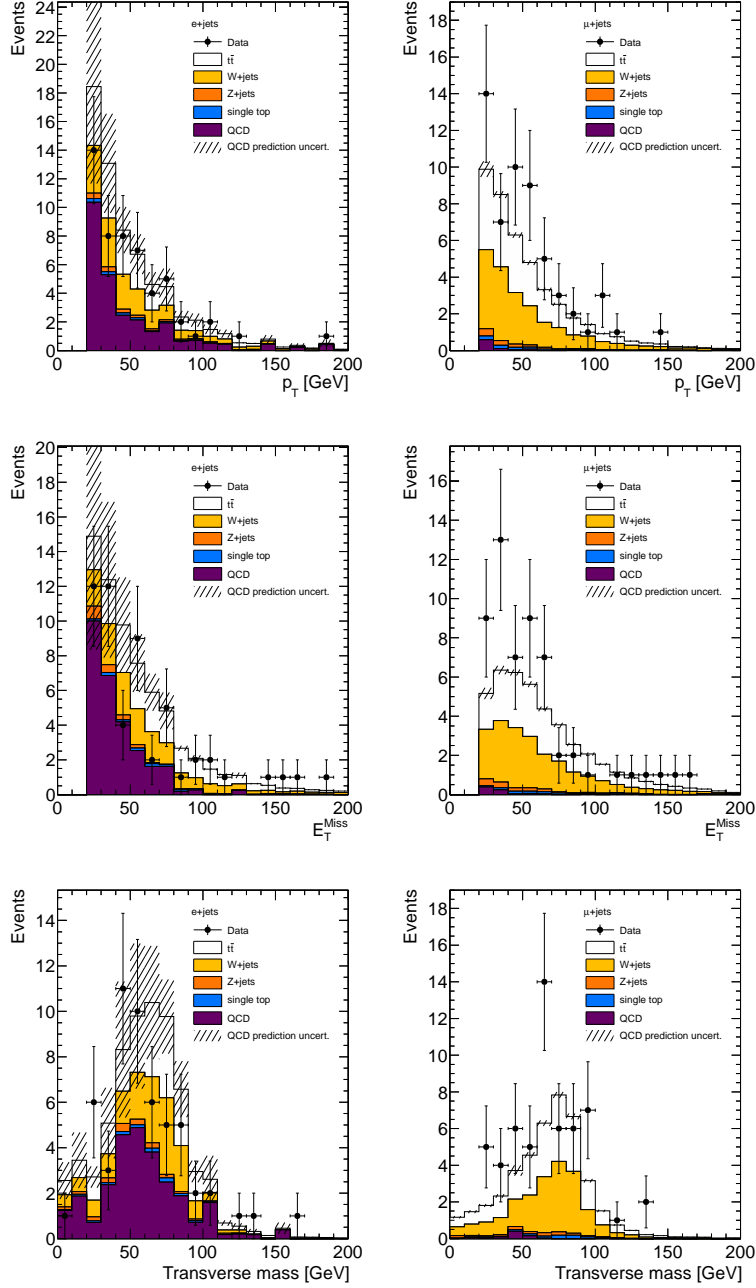 e+jets
Data
tt̄
W+jets
Z+jets
single top
QCD
QCD prediction uncert.
Events
24
22
20
18
16
14
12
10
8
6
4
2
0
0 50 100 150 200
p_T [GeV]
μ+jets
Data
tt̄
W+jets
Z+jets
single top
QCD
QCD prediction uncert.
Events
18
16
14
12
10
8
6
4
2
0
0 50 100 150 200
p_T [GeV]
e+jets
Data
tt̄
W+jets
Z+jets
single top
QCD
QCD prediction uncert.
Events
20
18
16
14
12
10
8
6
4
2
0
0 50 100 150 200
E_T^Miss
μ+jets
Data
tt̄
W+jets
Z+jets
single top
QCD
QCD prediction uncert.
Events
16
14
12
10
8
6
4
2
0
0 50 100 150 200
E_T^Miss
e+jets
Data
tt̄
W+jets
Z+jets
single top
QCD
QCD prediction uncert.
Events
14
12
10
8
6
4
2
0
0 50 100 150 200
Transverse mass [GeV]
μ+jets
Data
tt̄
W+jets
Z+jets
single top
QCD
QCD prediction uncert.
Events
18
16
14
12
10
8
6
4
2
0
0 50 100 150 200
Transverse mass [GeV]